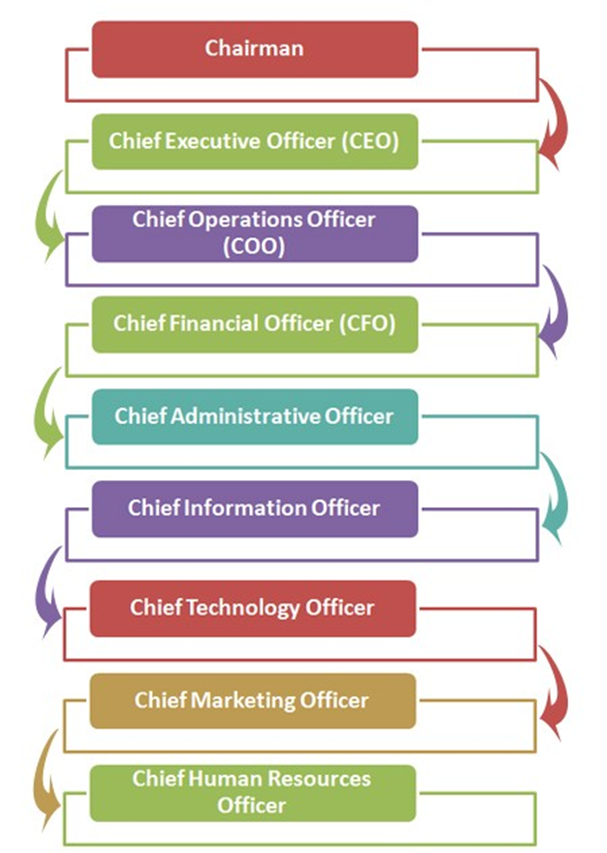 Chairman
Chief Executive Officer (CEO)
Chief Operations Officer
(COO)
Chief Financial Officer (CFO)
Chief Administrative Officer
Chief Information Officer
Chief Technology Officer
Chief Marketing Officer
Chief Human Resources
Officer